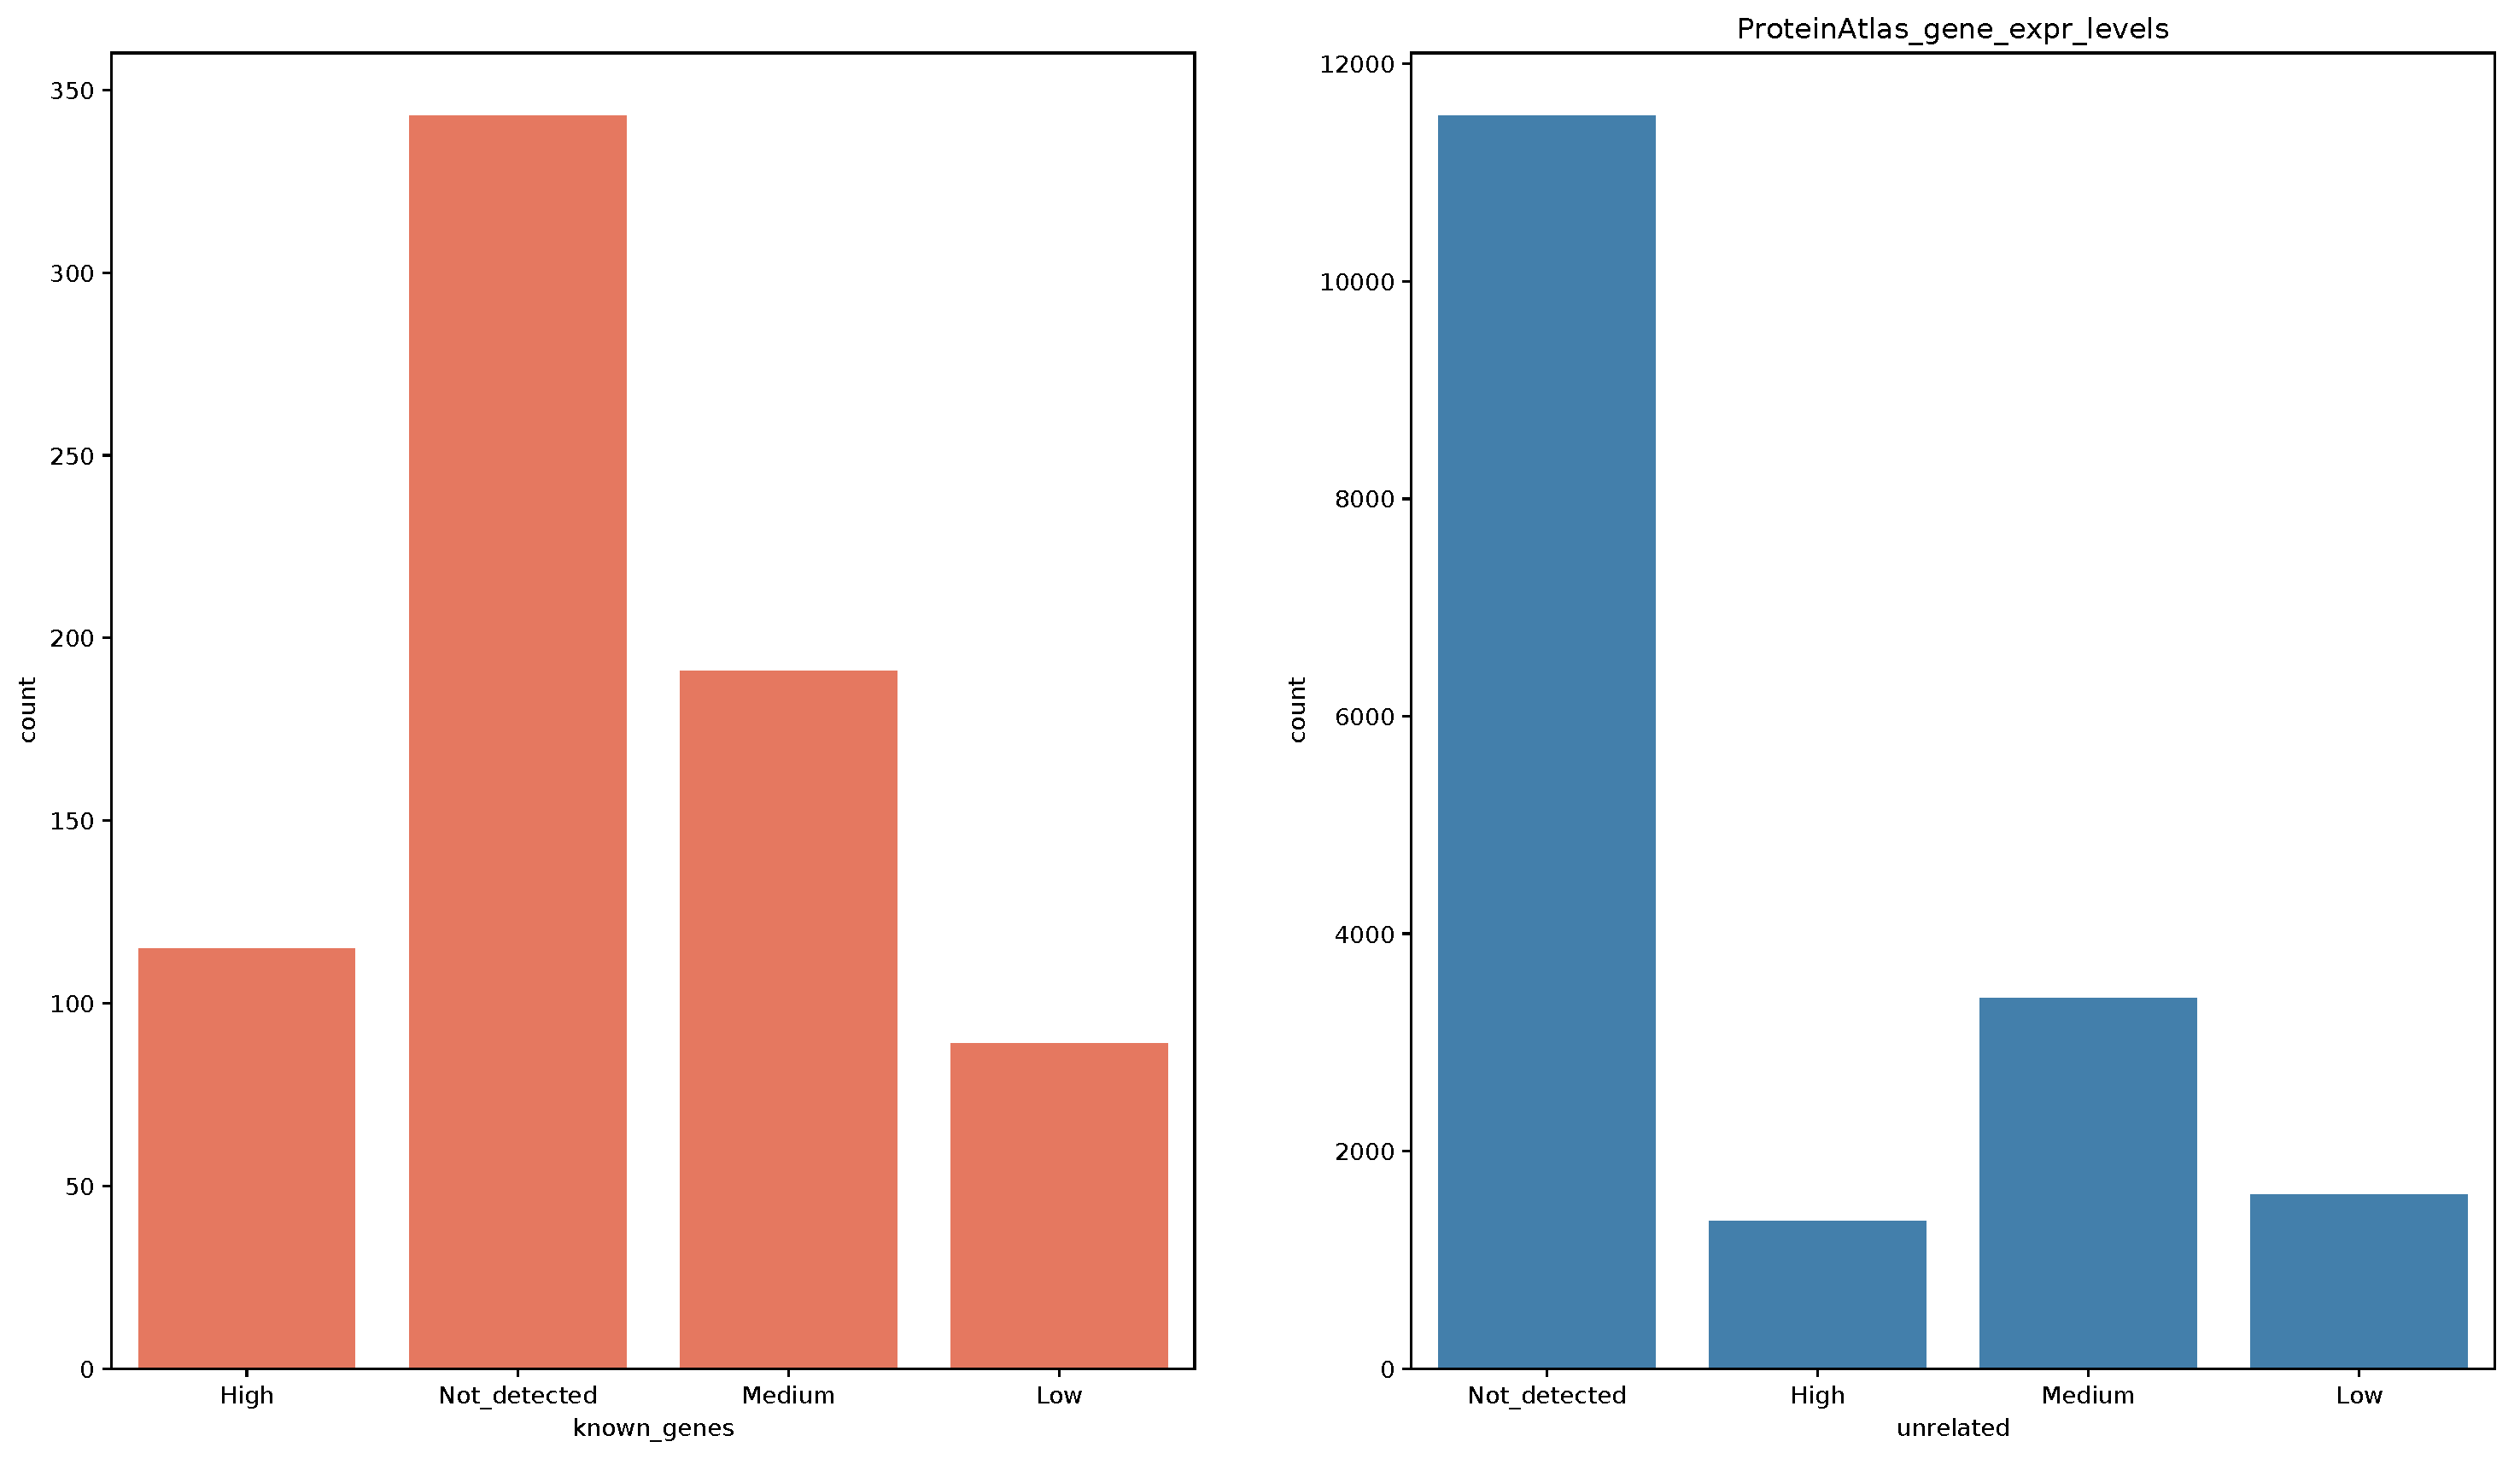 ProteinAtlas_gene_expr_levels
350
300
250
200
150
100
50
0
count
High Not_detected Medium Low
known_genes
12000
10000
8000
6000
4000
2000
0
count
Not_detected High Medium Low
unrelated